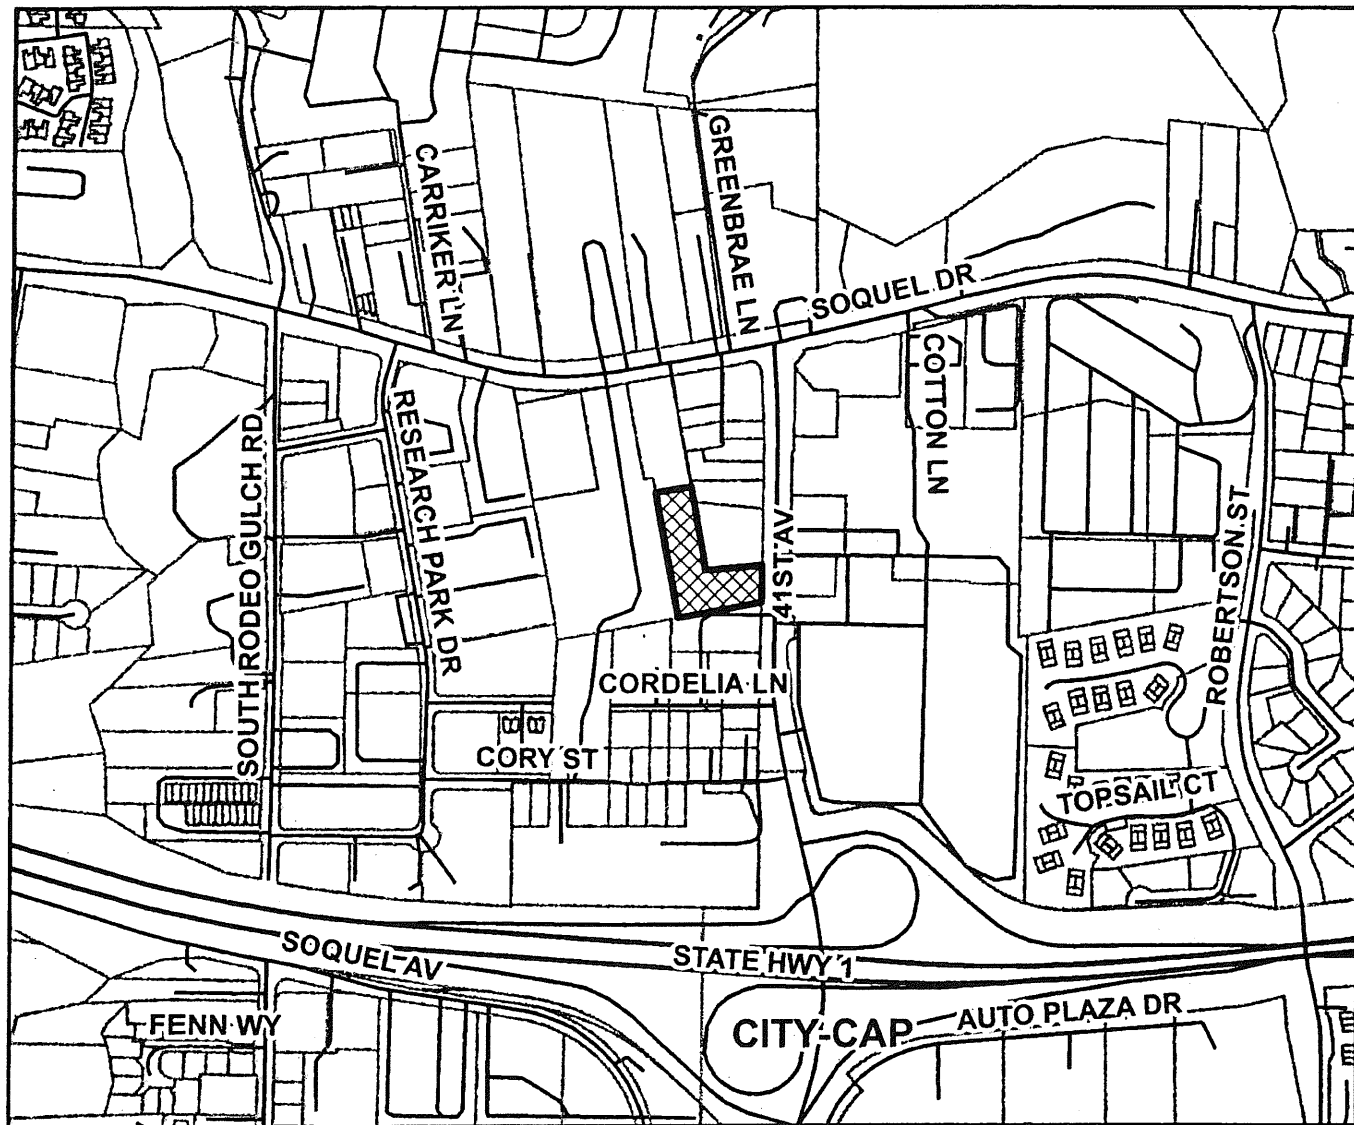 CARRIKER LN
GREENBRAE LN
SOQUEL DR
COTTON LN
SOUTH RODEO GULCH RD
RESEARCH PARK DR
41ST AV
ROBERTSON ST
CORDELIA LN
CORY ST
TOPSAIL CT
SOQUEL AV
STATE HWY 1
FENN WY
CITY-CAP
AUTO PLAZA DR